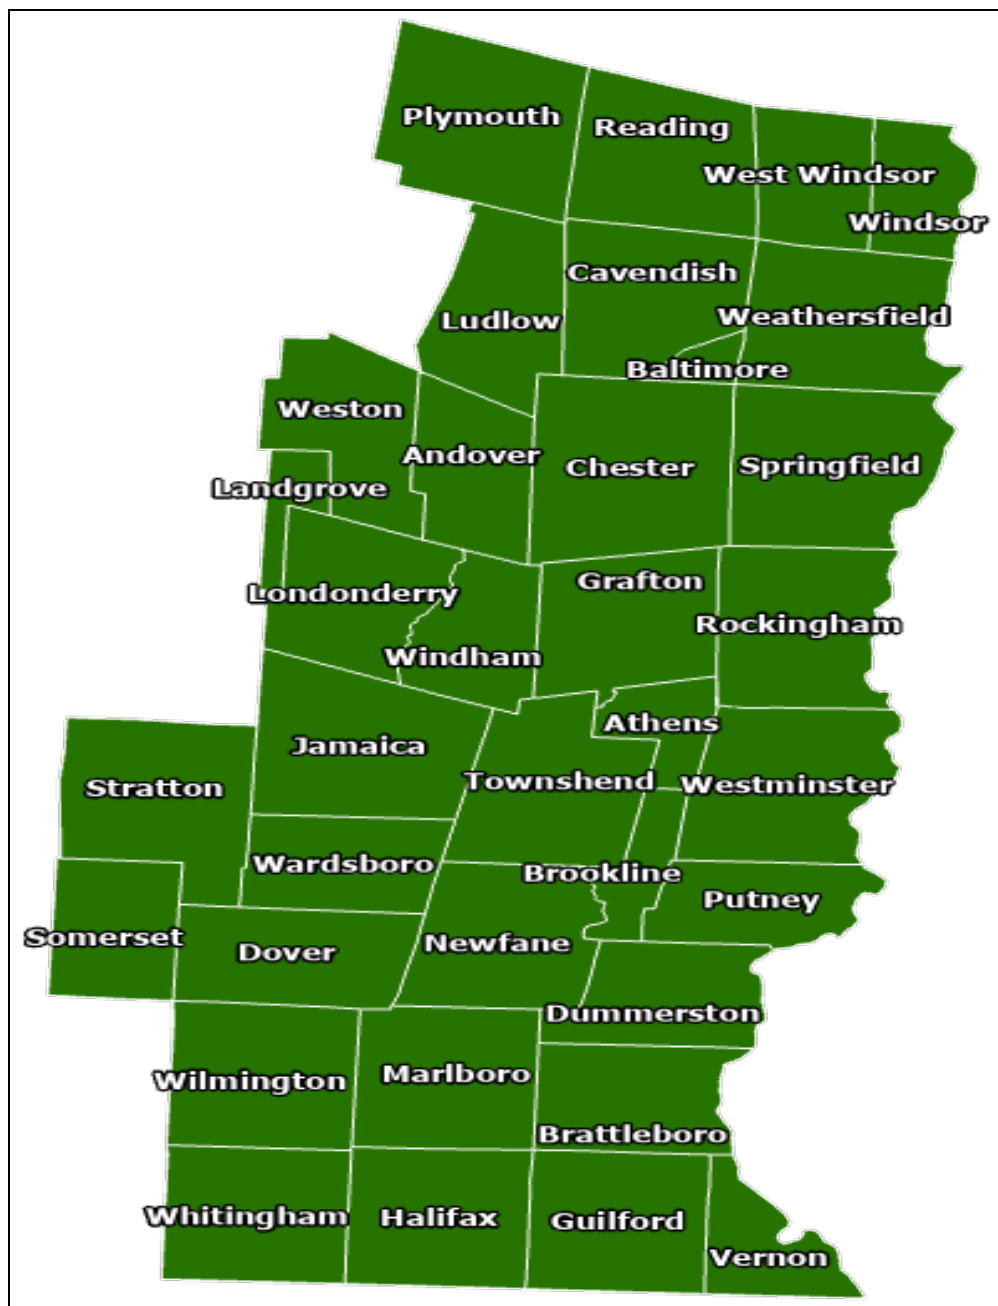 Plymouth
Reading
West Windsor
Windsor
Cavendish
Weathersfield
Ludlow
Baltimore
Weston
Andover
Chester
Springfield
Landgrove
Grafton
Londonderry
Rockingham
Windham
Athens
Jamaica
Townshend
Westminster
Stratton
Wardsboro
Brookline
Putney
Somerset
Dover
Newfane
Dummerston
Wilmington
Marlboro
Brattleboro
Whitingham
Halifax
Guilford
Vernon